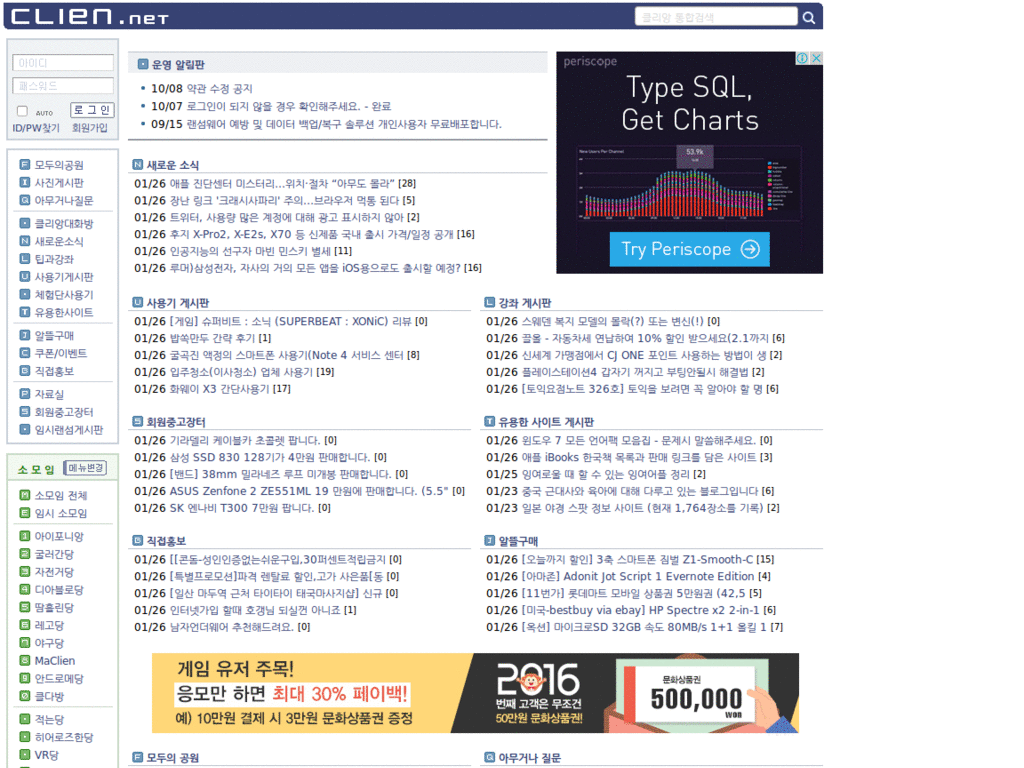 CLIEN.NET
클리앙 통합검색
아이디
패스워드
AUTO
로그인
ID/PW찾기 회원가입
모두의공원
사진게시판
아무거나질문
클리앙대화방
새로운소식
팁과강좌
사용기게시판
체험단사용기
유용한사이트
알뜰구매
쿠폰/이벤트
직접홍보
자료실
회원중고장터
임시랜섬게시판
소모임 메뉴변경
소모임 전체
임시 소모임
아이포니앙
굴러간당
자전거당
디아블로당
땀흘린당
레고당
야구당
MaClien
안드로메당
클다방
적는당
히어로즈한당
VR당
운영 알림판
10/08 약관 수정 공지
10/07 로그인이 되지 않을 경우 확인해주세요. - 완료
09/15 랜섬웨어 예방 및 데이터 백업/복구 솔루션 개인사용자 무료배포합니다.
새로운 소식
01/26 애플 진단센터 미스터리...위치·절차 “아무도 몰라” [28]
01/26 장난 링크 '크래시사파리' 주의...브라우저 먹통 된다 [5]
01/26 트위터, 사용량 많은 계정에 대해 광고 표시하지 않아 [2]
01/26 후지 X-Pro2, X-E2s, X70 등 신제품 국내 출시 가격/일정 공개 [16]
01/26 인공지능의 선구자 마빈 민스키 별세 [11]
01/26 루머)삼성전자, 자사의 거의 모든 앱을 iOS용으로도 출시할 예정? [16]
periscope
Type SQL,
Get Charts
New Users Per Channel
53.9k
Try Periscope
사용기 게시판
01/26 [게임] 슈퍼비트 : 소닉 (SUPERBEAT : XONiC) 리뷰 [0]
01/26 밥쏙만두 간략 후기 [1]
01/26 굴곡진 액정의 스마트폰 사용기(Note 4 서비스 센터 [8]
01/26 입주청소(이사청소) 업체 사용기 [19]
01/26 화웨이 X3 간단사용기 [17]
강좌 게시판
01/26 스웨덴 복지 모델의 몰락(?) 또는 변신(!) [0]
01/26 끌올 - 자동차세 연납하여 10% 할인 받으세요(2.1까지 [6]
01/26 신세계 가맹점에서 CJ ONE 포인트 사용하는 방법이 생 [2]
01/26 플레이스테이션4 갑자기 꺼지고 부팅안될시 해결법 [2]
01/26 [토익요점노트 326호] 토익을 보려면 꼭 알아야 할 명 [6]
회원중고장터
01/26 기라델리 케이블카 초콜렛 팝니다. [0]
01/26 삼성 SSD 830 128기가 4만원 판매합니다. [0]
01/26 [밴드] 38mm 밀라네즈 루프 미개봉 판매합니다. [0]
01/26 ASUS Zenfone 2 ZE551ML 19 만원에 판매합니다. (5.5" [0]
01/26 SK 엔나비 T300 7만원 팝니다. [0]
유용한 사이트 게시판
01/26 윈도우 7 모든 언어팩 모음집 - 문제시 말씀해주세요. [0]
01/26 애플 iBooks 한국책 목록과 판매 링크를 담은 사이트 [3]
01/25 잉여로울 때 할 수 있는 잉여어플 정리 [2]
01/23 중국 근대사와 육아에 대해 다루고 있는 블로그입니다 [6]
01/23 일본 야경 스팟 정보 사이트 (현재 1,764장소를 기록) [2]
직접홍보
01/26 [[콘돔-성인인증없는쉬운구입,30퍼센트적립금지 [0]
01/26 [특별프로모션]파격 렌탈료 할인,고가 사은품[동 [0]
01/26 [일산 마두역 근처 타이타이 태국마사지샵] 신규 [0]
01/26 인터넷가입 할때 호갱님 되실껀 아니죠 [1]
01/26 남자언더웨어 추천해드려요. [0]
알뜰구매
01/26 [오늘까지 할인] 3축 스마트폰 짐벌 Z1-Smooth-C [15]
01/26 [아마존] Adonit Jot Script 1 Evernote Edition [4]
01/26 [11번가] 롯데마트 모바일 상품권 5만원권 (42,5 [5]
01/26 [미국-bestbuy via ebay] HP Spectre x2 2-in-1 [6]
01/26 [옥션] 마이크로SD 32GB 속도 80MB/s 1+1 올킬 1 [7]
게임 유저 주목!
응모만 하면 최대 30% 페이백!
예) 10만원 결제 시 3만원 문화상품권 증정
2016
번째 고객은 무조건
50만원 문화상품권!
문화상품권
500,000
WON
모두의 공원
아무거나 질문